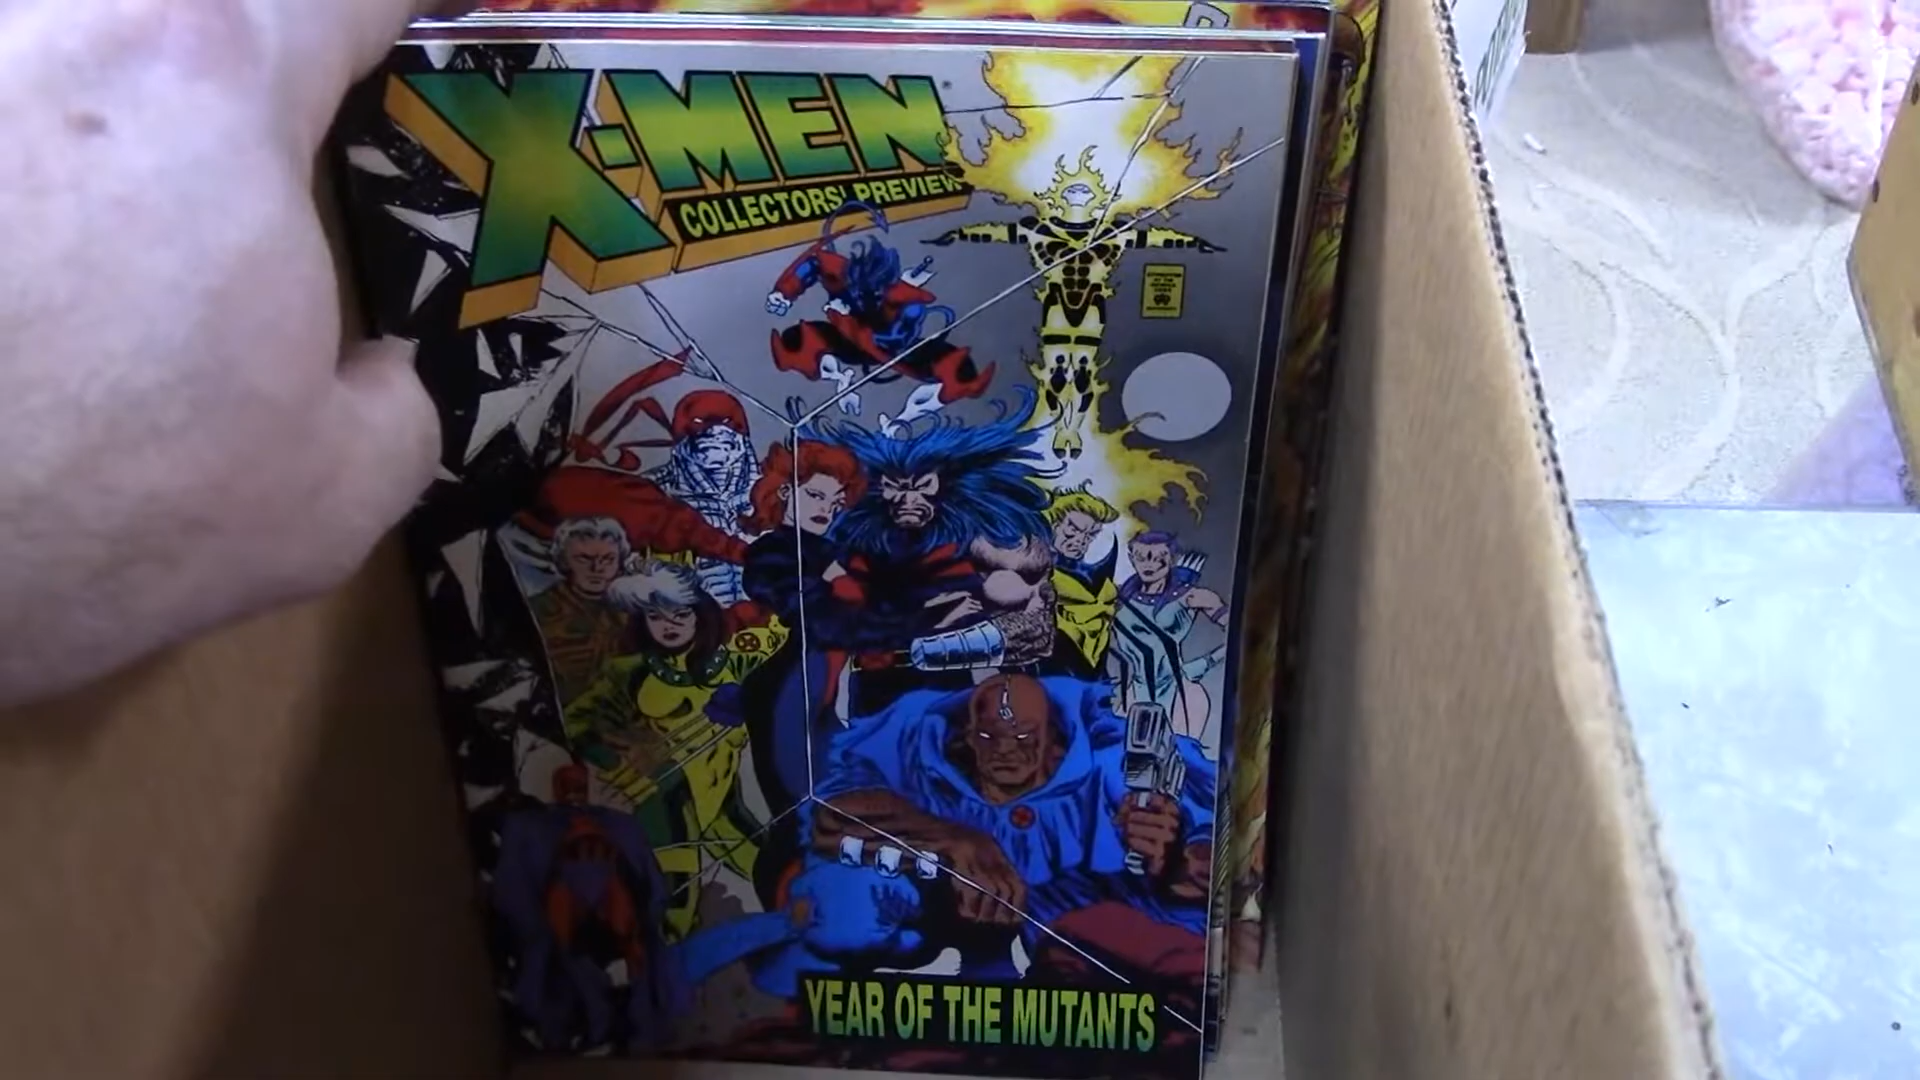 X-MEN
COLLECTORS' PREVIEW
YEAR OF THE MUTANTS